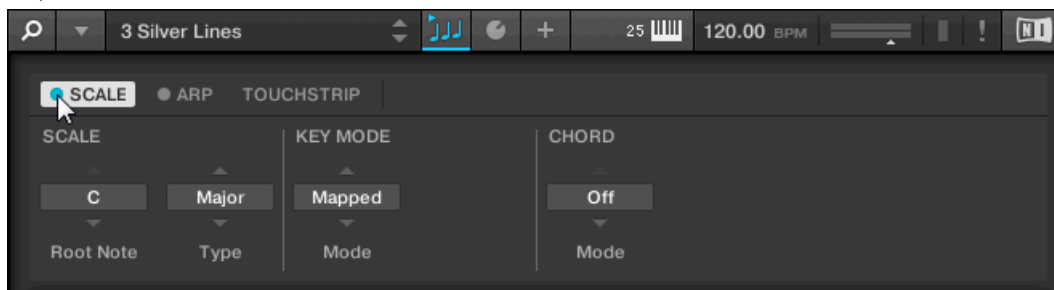 3 Silver Lines 25 120.00 BPM ! NI
SCALE ARP TOUCHSTRIP
SCALE KEY MODE CHORD
C Major Mapped Off
Root Note Type Mode Mode